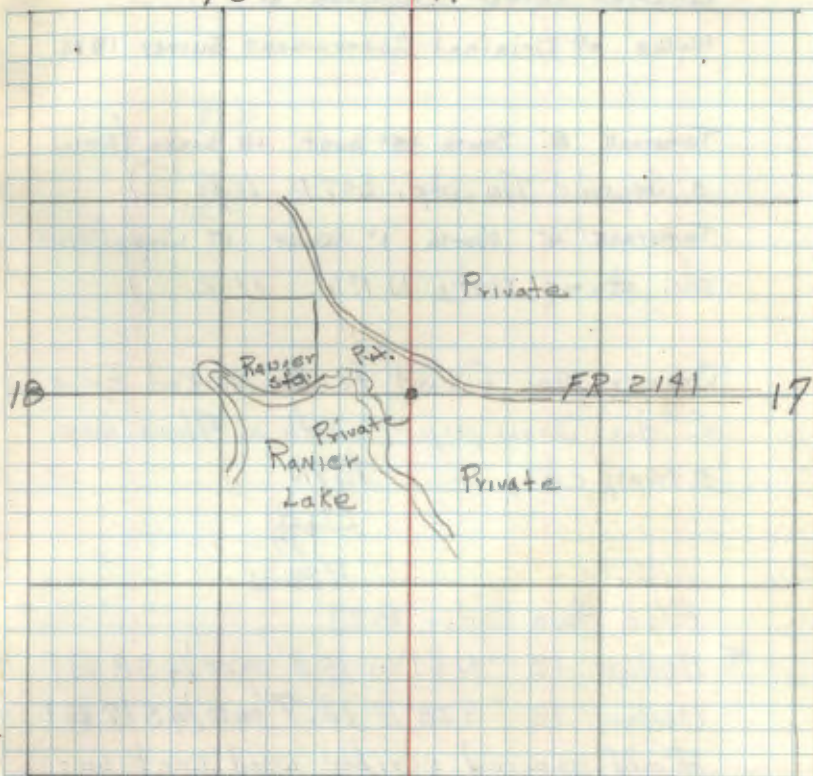 Private
Ranier
Sta.
Pvt.
18
FR 2141
17
Private
Ranier
Lake
Private